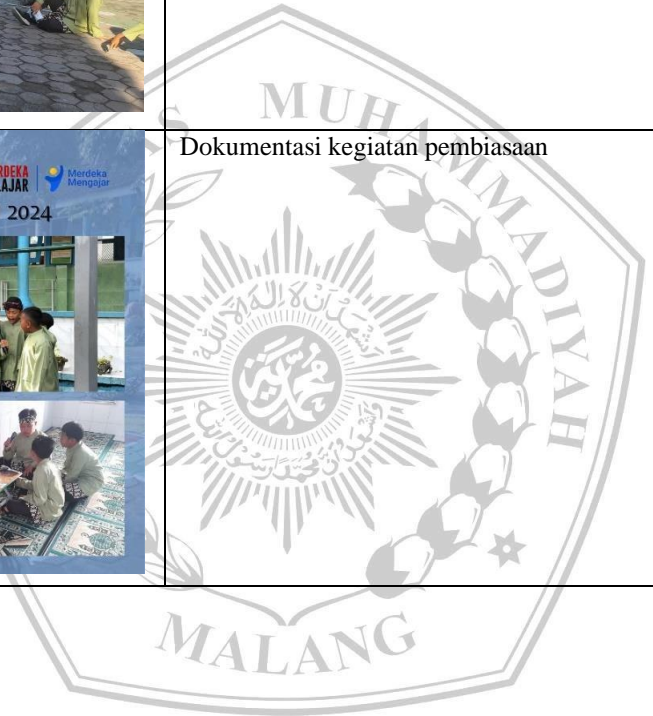 S MUHAMMADIYAH
Dokumentasi kegiatan pembiasaan
Merdeka
Mengajar
2024
MALANG